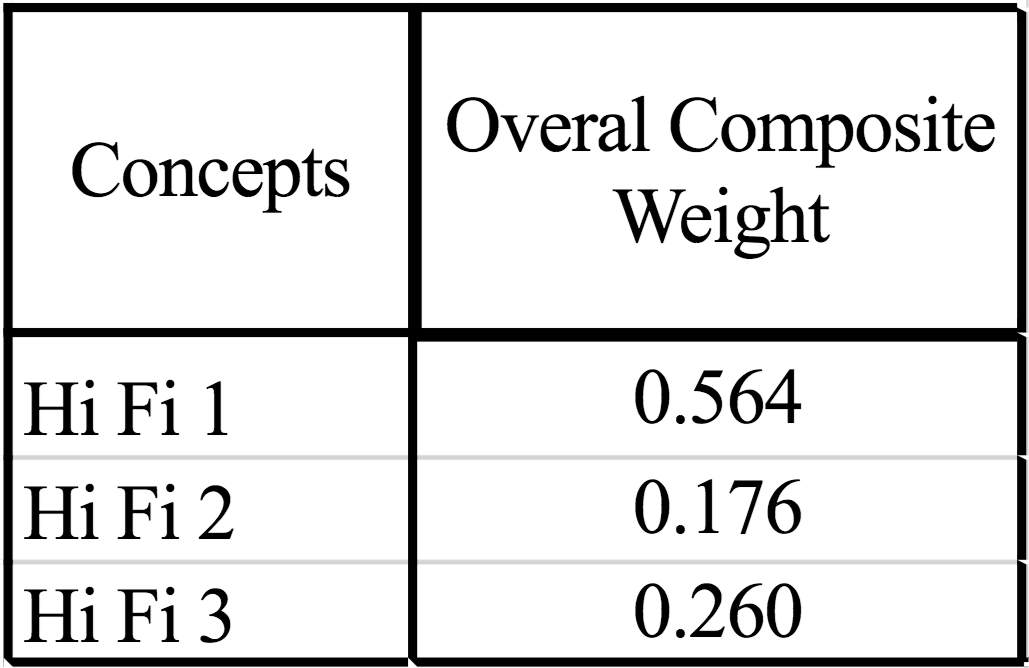 Concepts
Overal Composite
Weight
Hi Fi 1
0.564
Hi Fi 2
0.176
Hi Fi 3
0.260